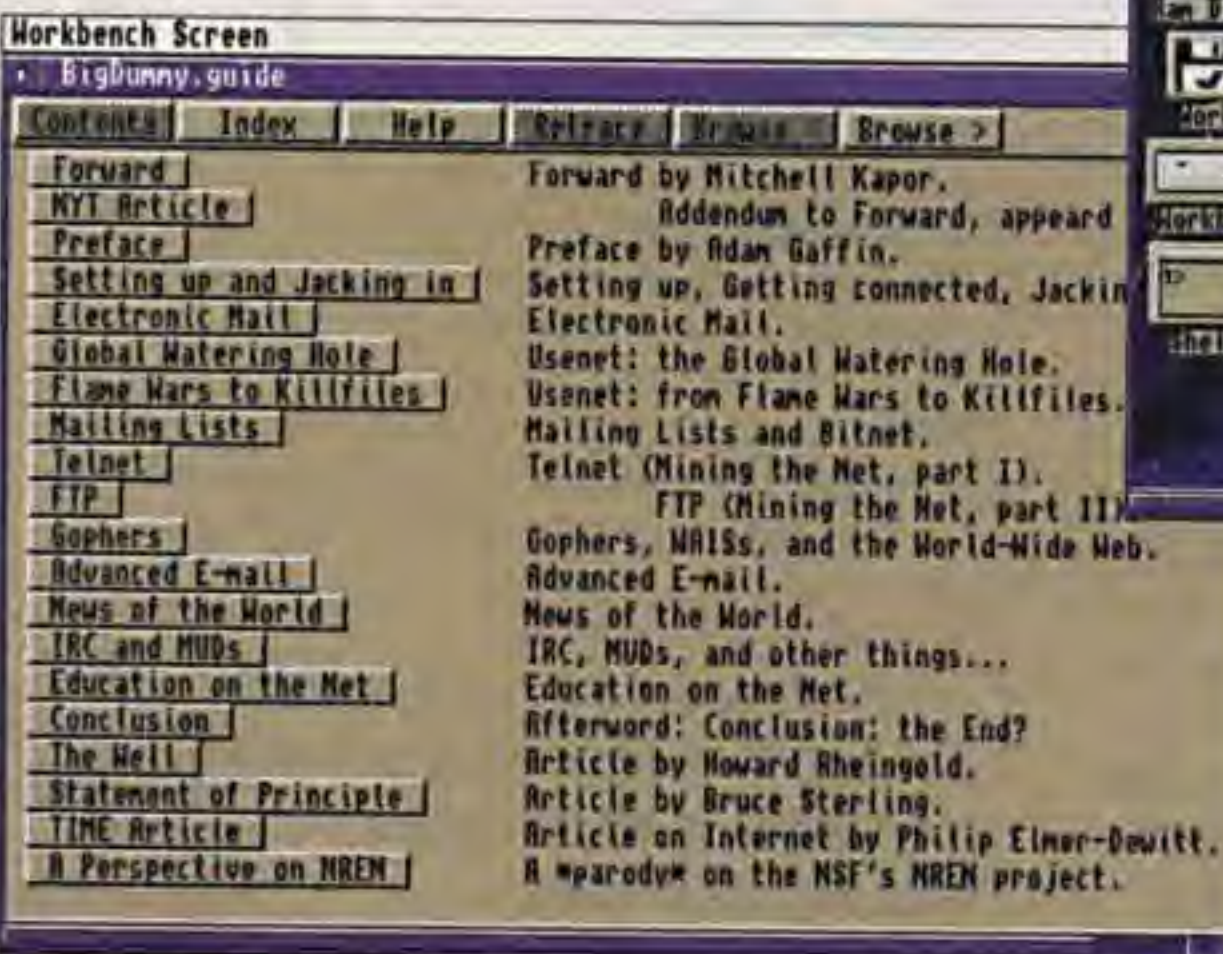 Workbench Screen
BigDummy.guide
Contents Index Help Retrace Browse Browse >
Forward Forward by Mitchell Kapor.
NYT Article Addendum to Forward, appeard
Preface Preface by Adam Gaffin.
Setting up and Jacking in Setting up, Getting connected, Jackin
Electronic Mail Electronic Mail.
Global Watering Hole Usenet: the Global Watering Hole.
Flame Wars to Killfiles Usenet: from Flame Wars to Killfiles.
Mailing Lists Mailing Lists and Bitnet.
Telnet Telnet (Mining the Net, part I).
FTP FTP (Mining the Net, part II).
Gophers Gophers, WAISs, and the World-Wide Web.
Advanced E-mail Advanced E-mail.
News of the World News of the World.
IRC and MUDs IRC, MUDs, and other things...
Education on the Net Education on the Net.
Conclusion Afterword: Conclusion: the End?
The Well Article by Howard Rheingold.
Statement of Principle Article by Bruce Sterling.
TIME Article Article on Internet by Philip Elmer-Dewitt.
A Perspective on NREN A *parody* on the NSF's NREN project.